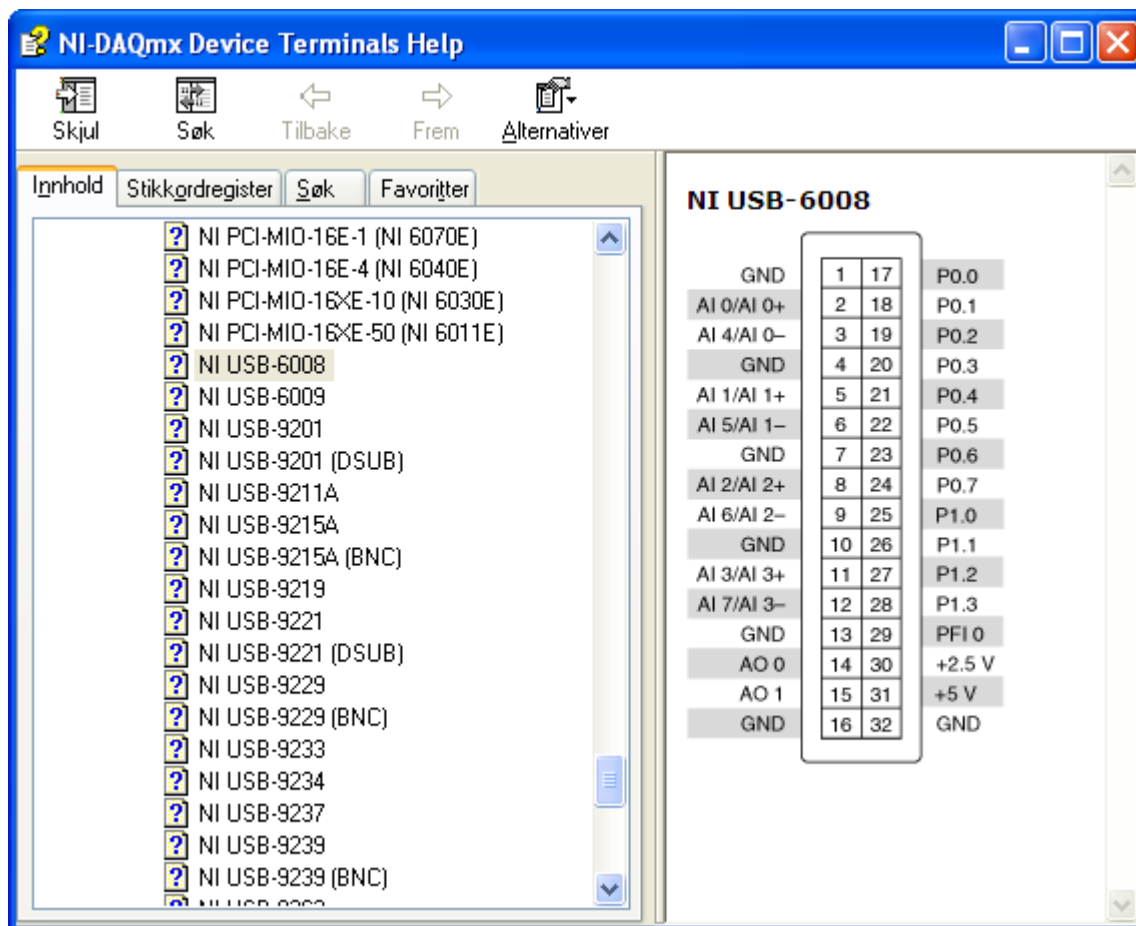 NI-DAQmx Device Terminals Help
Skjul Søk Tilbake Frem Alternativer
Innhold Stikkordregister Søk Favoritter
NI PCI-MIO-16E-1 (NI 6070E)
NI PCI-MIO-16E-4 (NI 6040E)
NI PCI-MIO-16XE-10 (NI 6030E)
NI PCI-MIO-16XE-50 (NI 6011E)
NI USB-6008
NI USB-6009
NI USB-9201
NI USB-9201 (DSUB)
NI USB-9211A
NI USB-9215A
NI USB-9215A (BNC)
NI USB-9219
NI USB-9221
NI USB-9221 (DSUB)
NI USB-9229
NI USB-9229 (BNC)
NI USB-9233
NI USB-9234
NI USB-9237
NI USB-9239
NI USB-9239 (BNC)
NI USB-6008
GND 1 17 P0.0
AI 0/AI 0+ 2 18 P0.1
AI 4/AI 0– 3 19 P0.2
GND 4 20 P0.3
AI 1/AI 1+ 5 21 P0.4
AI 5/AI 1– 6 22 P0.5
GND 7 23 P0.6
AI 2/AI 2+ 8 24 P0.7
AI 6/AI 2– 9 25 P1.0
GND 10 26 P1.1
AI 3/AI 3+ 11 27 P1.2
AI 7/AI 3– 12 28 P1.3
GND 13 29 PFI 0
AO 0 14 30 +2.5 V
AO 1 15 31 +5 V
GND 16 32 GND